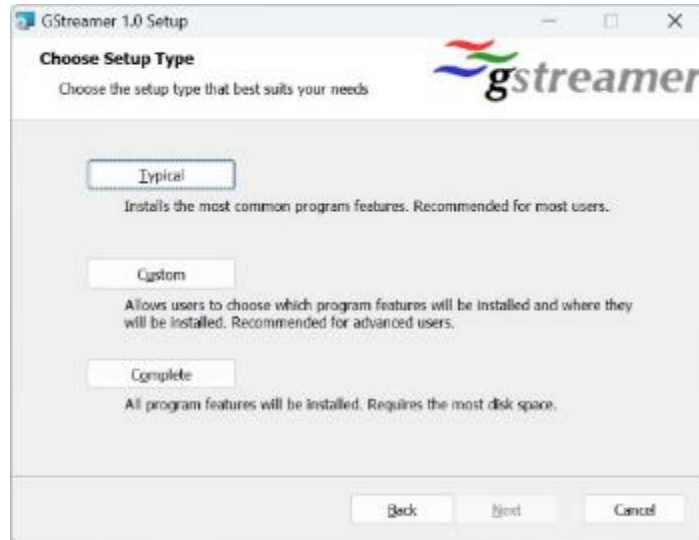 GStreamer 1.0 Setup
Choose Setup Type
Choose the setup type that best suits your needs
gstreamer
Typical
Installs the most common program features. Recommended for most users.
Custom
Allows users to choose which program features will be installed and where they
will be installed. Recommended for advanced users.
Complete
All program features will be installed. Requires the most disk space.
Back
Next
Cancel